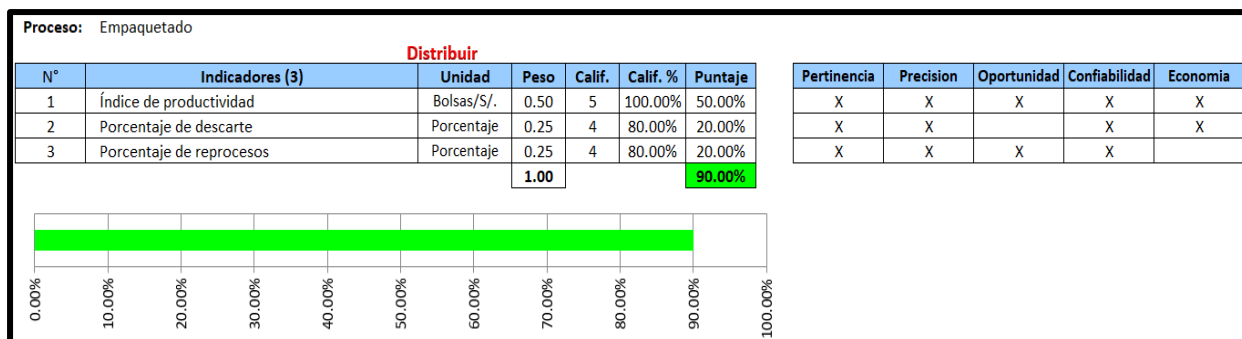 Proceso: Empaquetado
Distribuir
N° Indicadores (3) Unidad Peso Calif. Calif. % Puntaje Pertinencia Precision Oportunidad Confiabilidad Economia
1 Índice de productividad Bolsas/S/. 0.50 5 100.00% 50.00% X X X X X
2 Porcentaje de descarte Porcentaje 0.25 4 80.00% 20.00% X X X X
3 Porcentaje de reprocesos Porcentaje 0.25 4 80.00% 20.00% X X X X
1.00 90.00%
0.00% 10.00% 20.00% 30.00% 40.00% 50.00% 60.00% 70.00% 80.00% 90.00% 100.00%